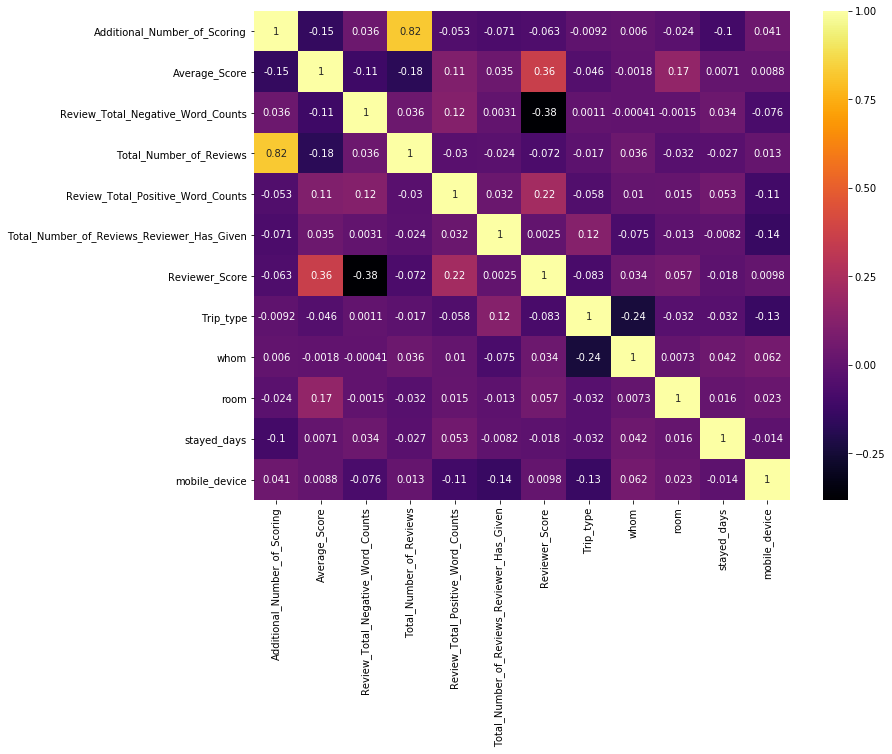 Additional_Number_of_Scoring 1 -0.15 0.036 0.82 -0.053 -0.071 -0.063 -0.0092 0.006 -0.024 -0.1 0.041
Average_Score -0.15 1 -0.11 -0.18 0.11 0.035 0.36 -0.046 -0.0018 0.17 0.0071 0.0088
Review_Total_Negative_Word_Counts 0.036 -0.11 1 0.036 0.12 0.0031 -0.38 0.0011 -0.00041 -0.0015 0.034 -0.076
Total_Number_of_Reviews 0.82 -0.18 0.036 1 -0.03 -0.024 -0.072 -0.017 0.036 -0.032 -0.027 0.013
Review_Total_Positive_Word_Counts -0.053 0.11 0.12 -0.03 1 0.032 0.22 -0.058 0.01 0.015 0.053 -0.11
Total_Number_of_Reviews_Reviewer_Has_Given -0.071 0.035 0.0031 -0.024 0.032 1 0.0025 0.12 -0.075 -0.013 -0.0082 -0.14
Reviewer_Score -0.063 0.36 -0.38 -0.072 0.22 0.0025 1 -0.083 0.034 0.057 -0.018 0.0098
Trip_type -0.0092 -0.046 0.0011 -0.017 -0.058 0.12 -0.083 1 -0.24 -0.032 -0.032 -0.13
whom 0.006 -0.0018 -0.00041 0.036 0.01 -0.075 0.034 -0.24 1 0.0073 0.042 0.062
room -0.024 0.17 -0.0015 -0.032 0.015 -0.013 0.057 -0.032 0.0073 1 0.016 0.023
stayed_days -0.1 0.0071 0.034 -0.027 0.053 -0.0082 -0.018 -0.032 0.042 0.016 1 -0.014
mobile_device 0.041 0.0088 -0.076 0.013 -0.11 -0.14 0.0098 -0.13 0.062 0.023 -0.014 1
Additional_Number_of_Scoring
Average_Score
Review_Total_Negative_Word_Counts
Total_Number_of_Reviews
Review_Total_Positive_Word_Counts
Total_Number_of_Reviews_Reviewer_Has_Given
Reviewer_Score
Trip_type
whom
room
stayed_days
mobile_device
1.00
0.75
0.50
0.25
0.00
−0.25